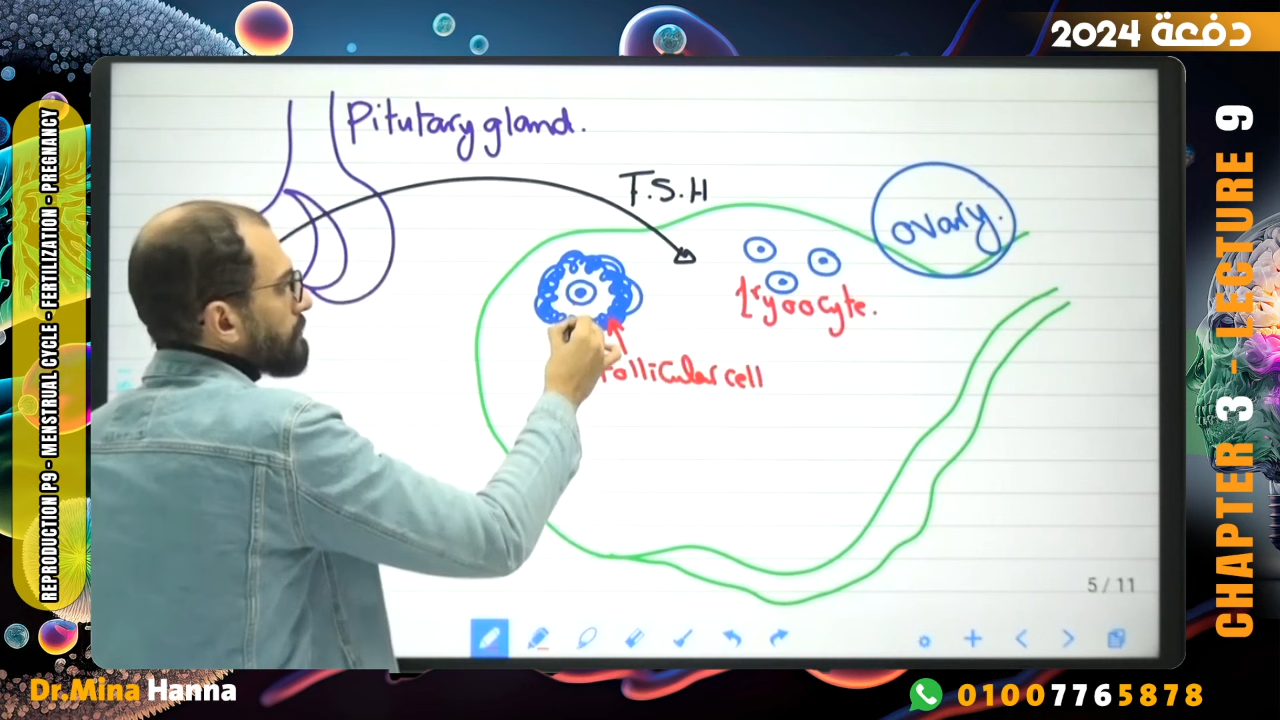 دفعة 2024
REPRODUCTION P9 - MENSTRUAL CYCLE - FERTILIZATION - PREGNANCY
CHAPTER 3 - LECTURE 9
Pitutary gland.
T.S.H
ovary.
1ry oocyte.
Follicular cell
5 / 11
Dr.Mina Hanna
01007765878